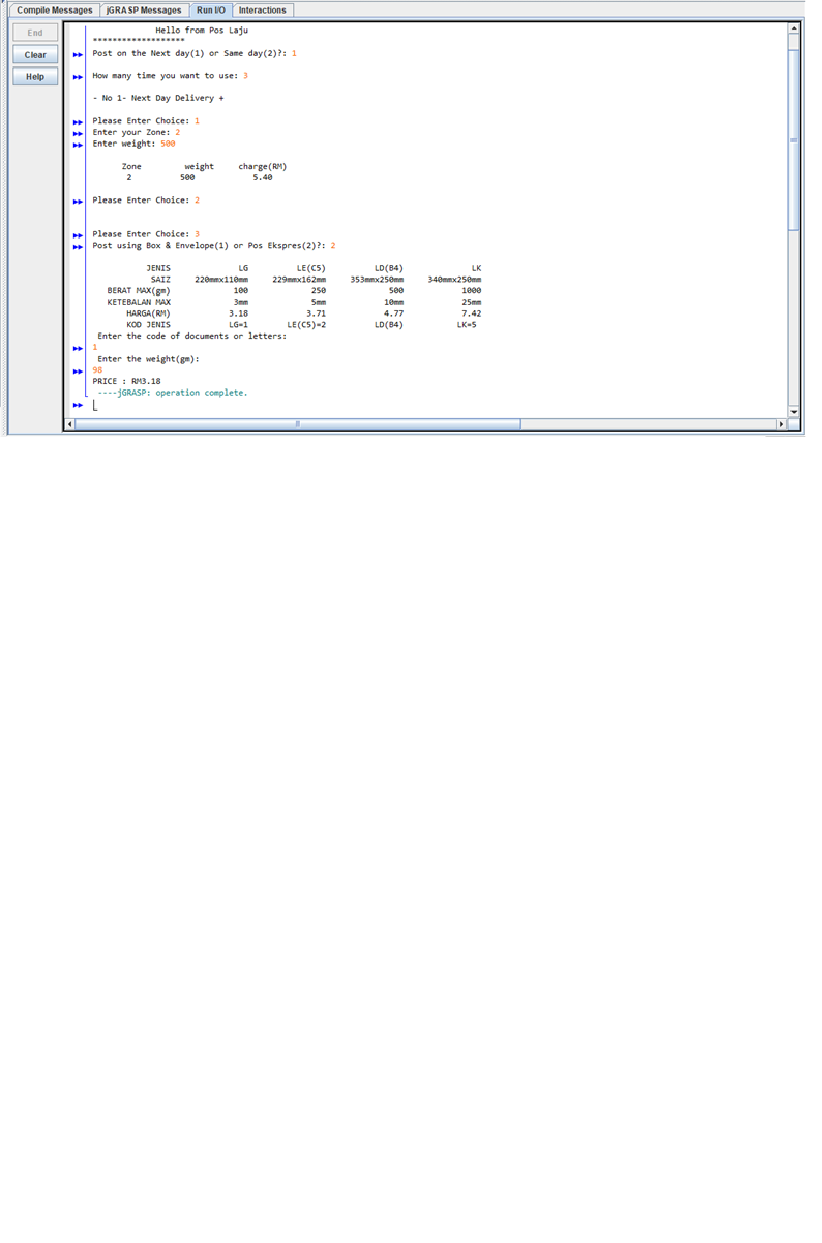 Compile Messages jGRASP Messages Run I/O Interactions
End
Clear
Help
Hello from Pos Laju
*******************
Post on the Next day(1) or Same day(2)?: 1
How many time you want to use: 3
- No 1- Next Day Delivery +
Please Enter Choice: 1
Enter your Zone: 2
Enter weight: 500
Zone weight charge(RM)
2 500 5.40
Please Enter Choice: 2
Please Enter Choice: 3
Post using Box & Envelope(1) or Pos Ekspres(2)?: 2
JENIS LG LE(C5) LD(B4) LK
SAIZ 220mmx110mm 229mmx162mm 353mmx250mm 340mmx250mm
BERAT MAX(gm) 100 250 500 1000
KETEBALAN MAX 3mm 5mm 10mm 25mm
HARGA(RM) 3.18 3.71 4.77 7.42
KOD JENIS LG=1 LE(C5)=2 LD(B4) LK=5
Enter the code of documents or letters:
1
Enter the weight(gm):
98
PRICE : RM3.18
----jGRASP: operation complete.